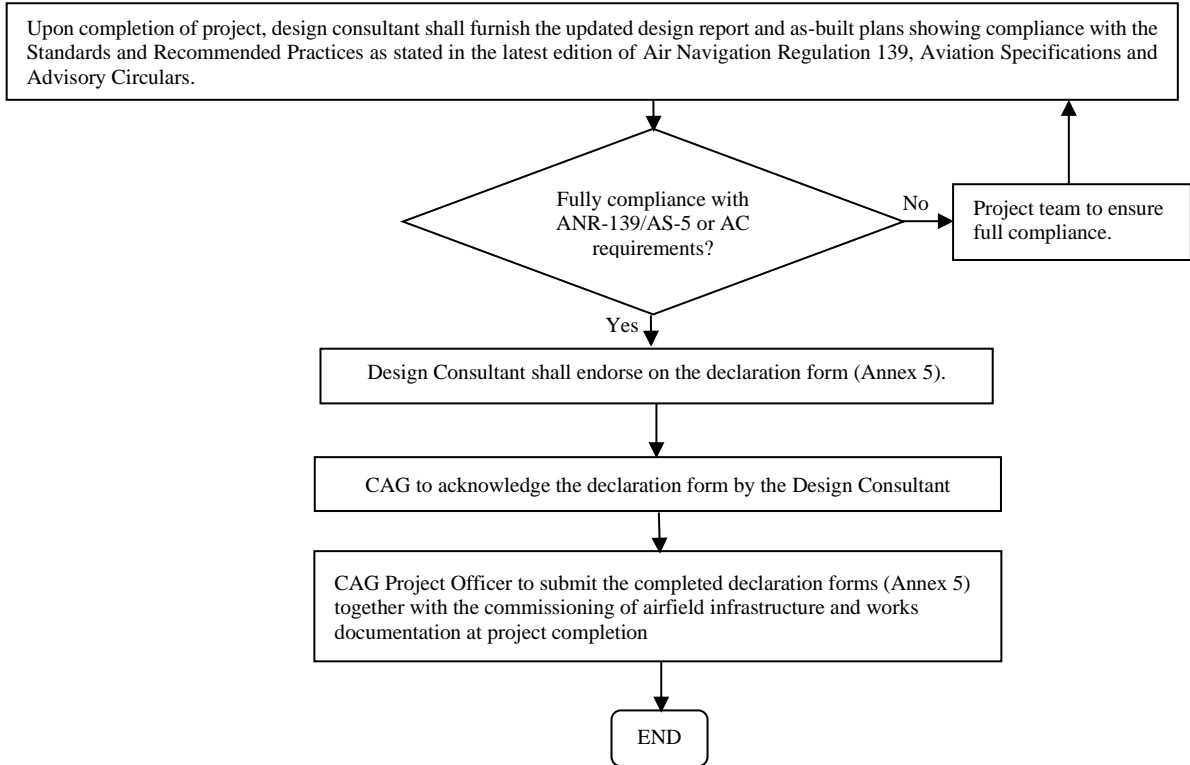 Upon completion of project, design consultant shall furnish the updated design report and as-built plans showing compliance with the
Standards and Recommended Practices as stated in the latest edition of Air Navigation Regulation 139, Aviation Specifications and
Advisory Circulars.
Fully compliance with
ANR-139/AS-5 or AC
requirements?
No
Project team to ensure
full compliance.
Yes
Design Consultant shall endorse on the declaration form (Annex 5).
CAG to acknowledge the declaration form by the Design Consultant
CAG Project Officer to submit the completed declaration forms (Annex 5)
together with the commissioning of airfield infrastructure and works
documentation at project completion
END